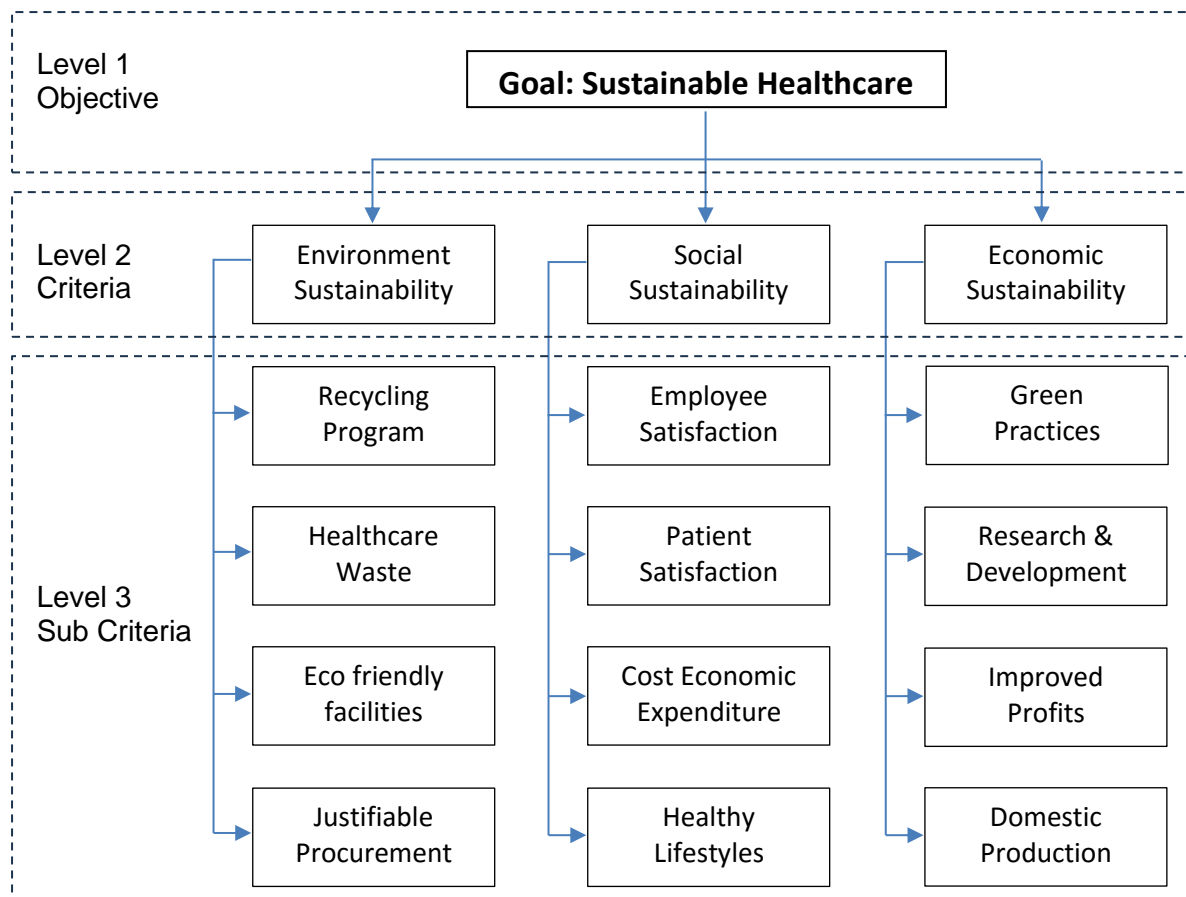 Level 1
Objective
Goal: Sustainable Healthcare
Level 2
Criteria
Environment
Sustainability
Social
Sustainability
Economic
Sustainability
Level 3
Sub Criteria
Recycling
Program
Employee
Satisfaction
Green
Practices
Healthcare
Waste
Patient
Satisfaction
Research &
Development
Eco friendly
facilities
Cost Economic
Expenditure
Improved
Profits
Justifiable
Procurement
Healthy
Lifestyles
Domestic
Production